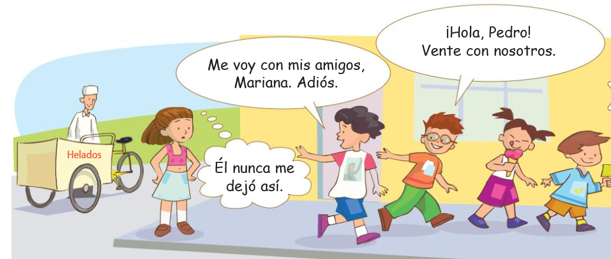 ¡Hola, Pedro!
Vente con nosotros.
Me voy con mis amigos,
Mariana. Adiós.
Helados
Él nunca me
dejó así.